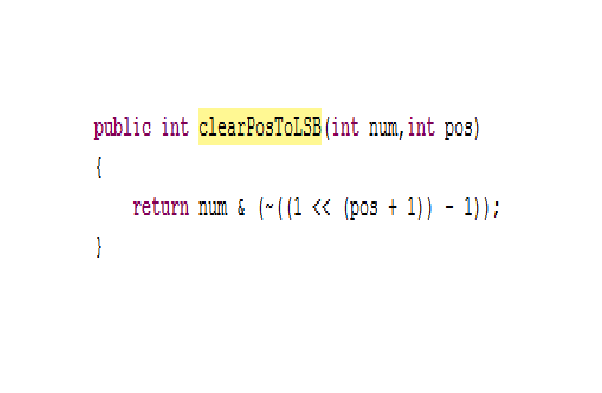 public int clearPosToLSB(int num,int pos)
{
return num & (~((1 << (pos + 1)) - 1));
}